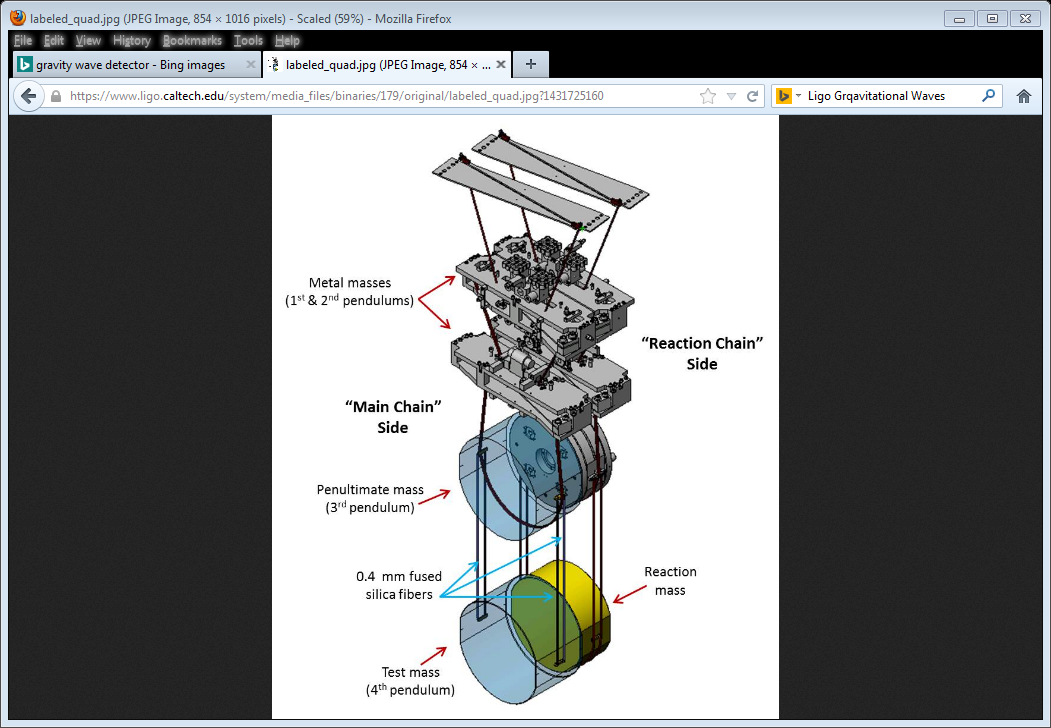 labeled_quad.jpg (JPEG Image, 854 × 1016 pixels) - Scaled (59%) - Mozilla Firefox
File Edit View History Bookmarks Tools Help
gravity wave detector - Bing images
labeled_quad.jpg (JPEG Image, 854 × ...
https://www.ligo.caltech.edu/system/media_files/binaries/179/original/labeled_quad.jpg?1431725160
Ligo Grqavitational Waves
Metal masses
(1st & 2nd pendulums)
“Reaction Chain”
Side
“Main Chain”
Side
Penultimate mass
(3rd pendulum)
0.4 mm fused
silica fibers
Reaction
mass
Test mass
(4th pendulum)